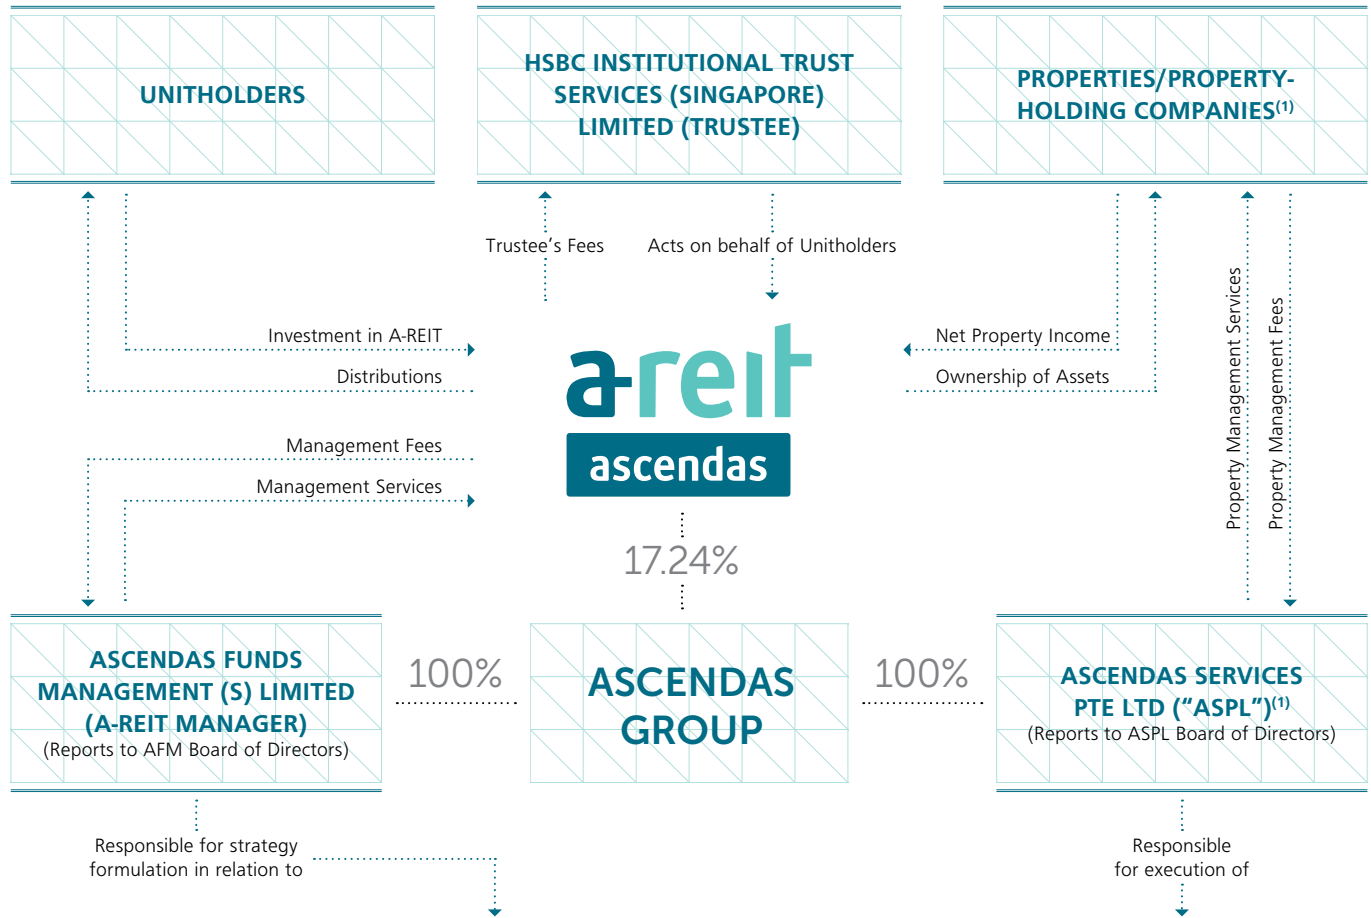 UNITHOLDERS
HSBC INSTITUTIONAL TRUST
SERVICES (SINGAPORE)
LIMITED (TRUSTEE)
PROPERTIES/PROPERTY-
HOLDING COMPANIES(1)
Trustee's Fees
Acts on behalf of Unitholders
Investment in A-REIT
Distributions
Net Property Income
Ownership of Assets
Property Management Services
Property Management Fees
a-reit
ascendas
Management Fees
Management Services
17.24%
ASCENDAS FUNDS
MANAGEMENT (S) LIMITED
(A-REIT MANAGER)
(Reports to AFM Board of Directors)
100%
ASCENDAS
GROUP
100%
ASCENDAS SERVICES
PTE LTD (“ASPL”)(1)
(Reports to ASPL Board of Directors)
Responsible for strategy
formulation in relation to
Responsible
for execution of